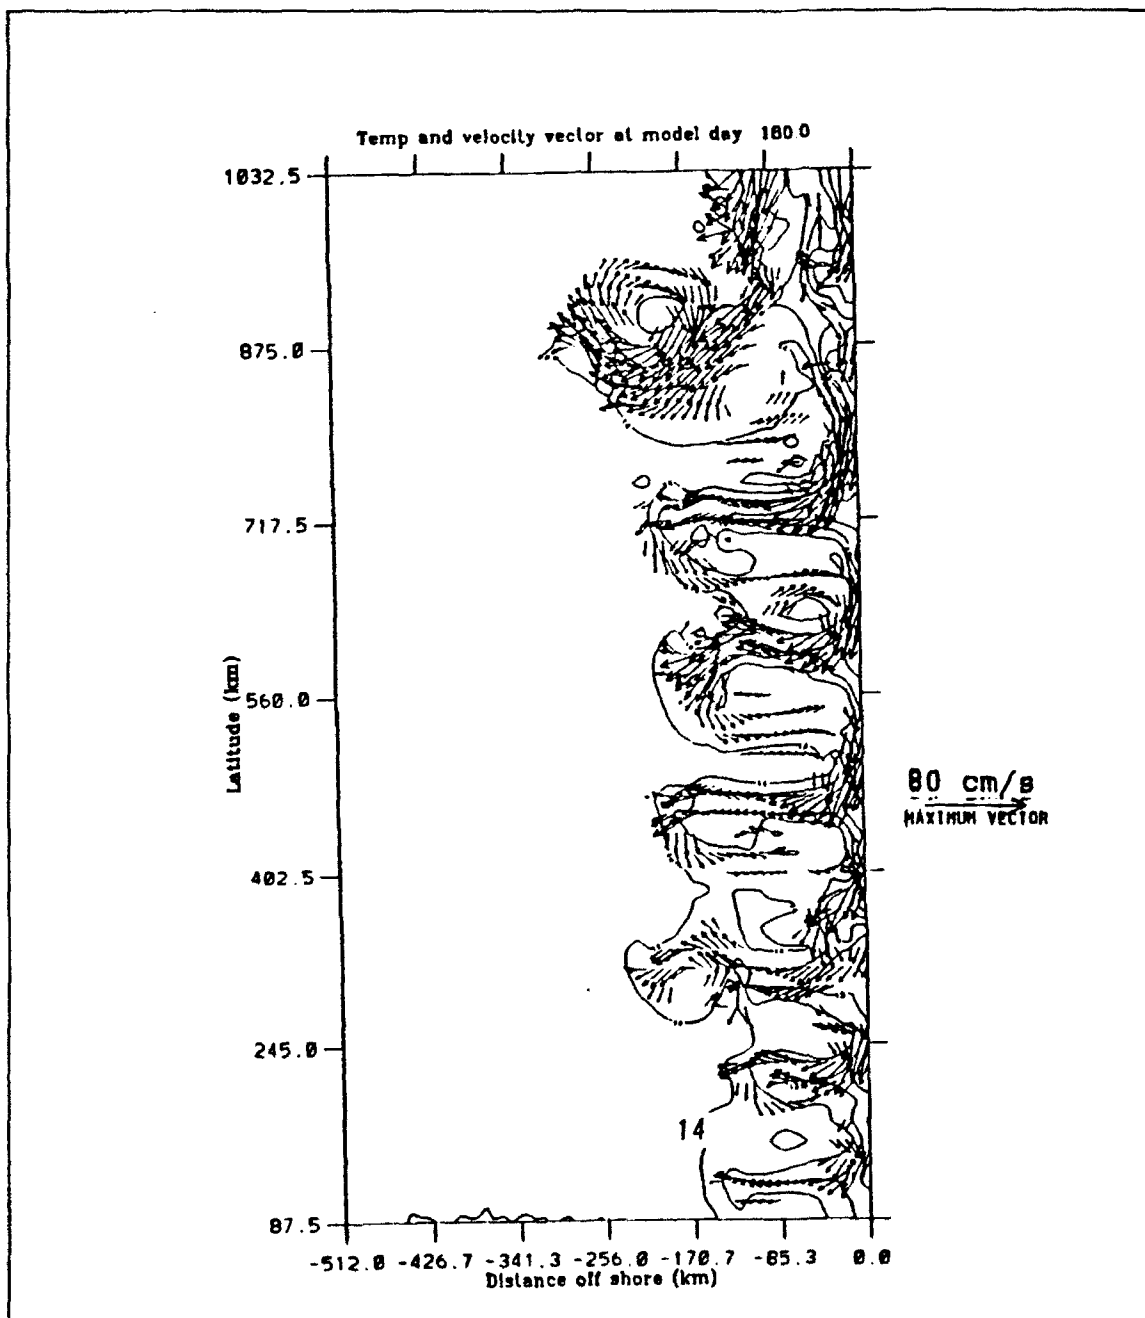 Temp and velocity vector at model day 180.0
1032.5
875.0
717.5
560.0
402.5
245.0
87.5
Latitude (km)
80 cm/s
MAXIMUM VECTOR
14
-512.0 -426.7 -341.3 -256.0 -170.7 -85.3 0.0
Distance off shore (km)